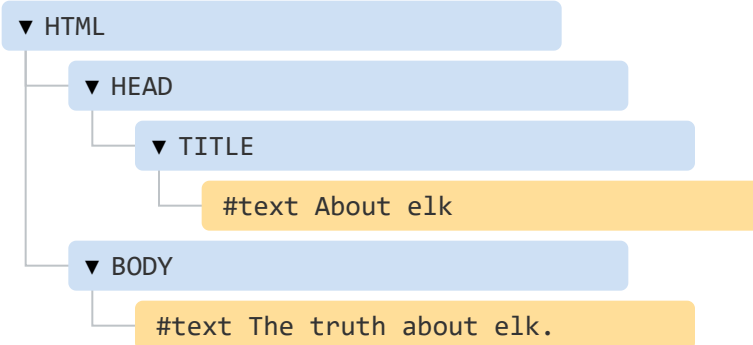 ▼ HTML
▼ HEAD
▼ TITLE
#text About elk
▼ BODY
#text The truth about elk.